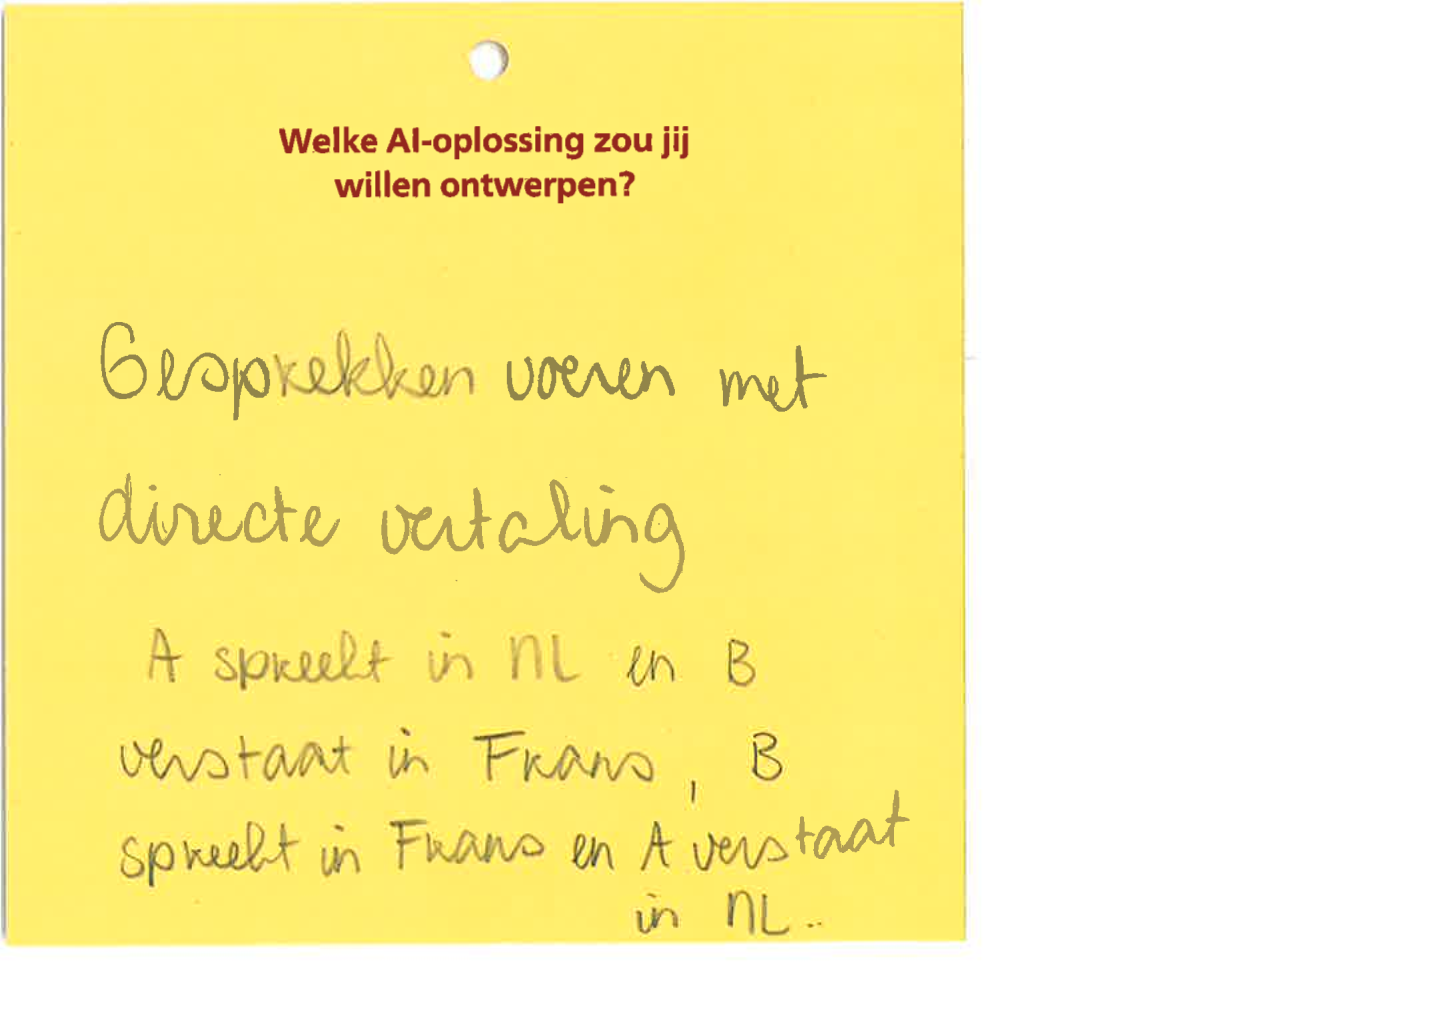 Welke AI-oplossing zou jij
willen ontwerpen?
Gesprekken voeren met
directe vertaling
A spreekt in NL en B
verstaat in Frans, B
spreekt in Frans en A verstaat
in NL..